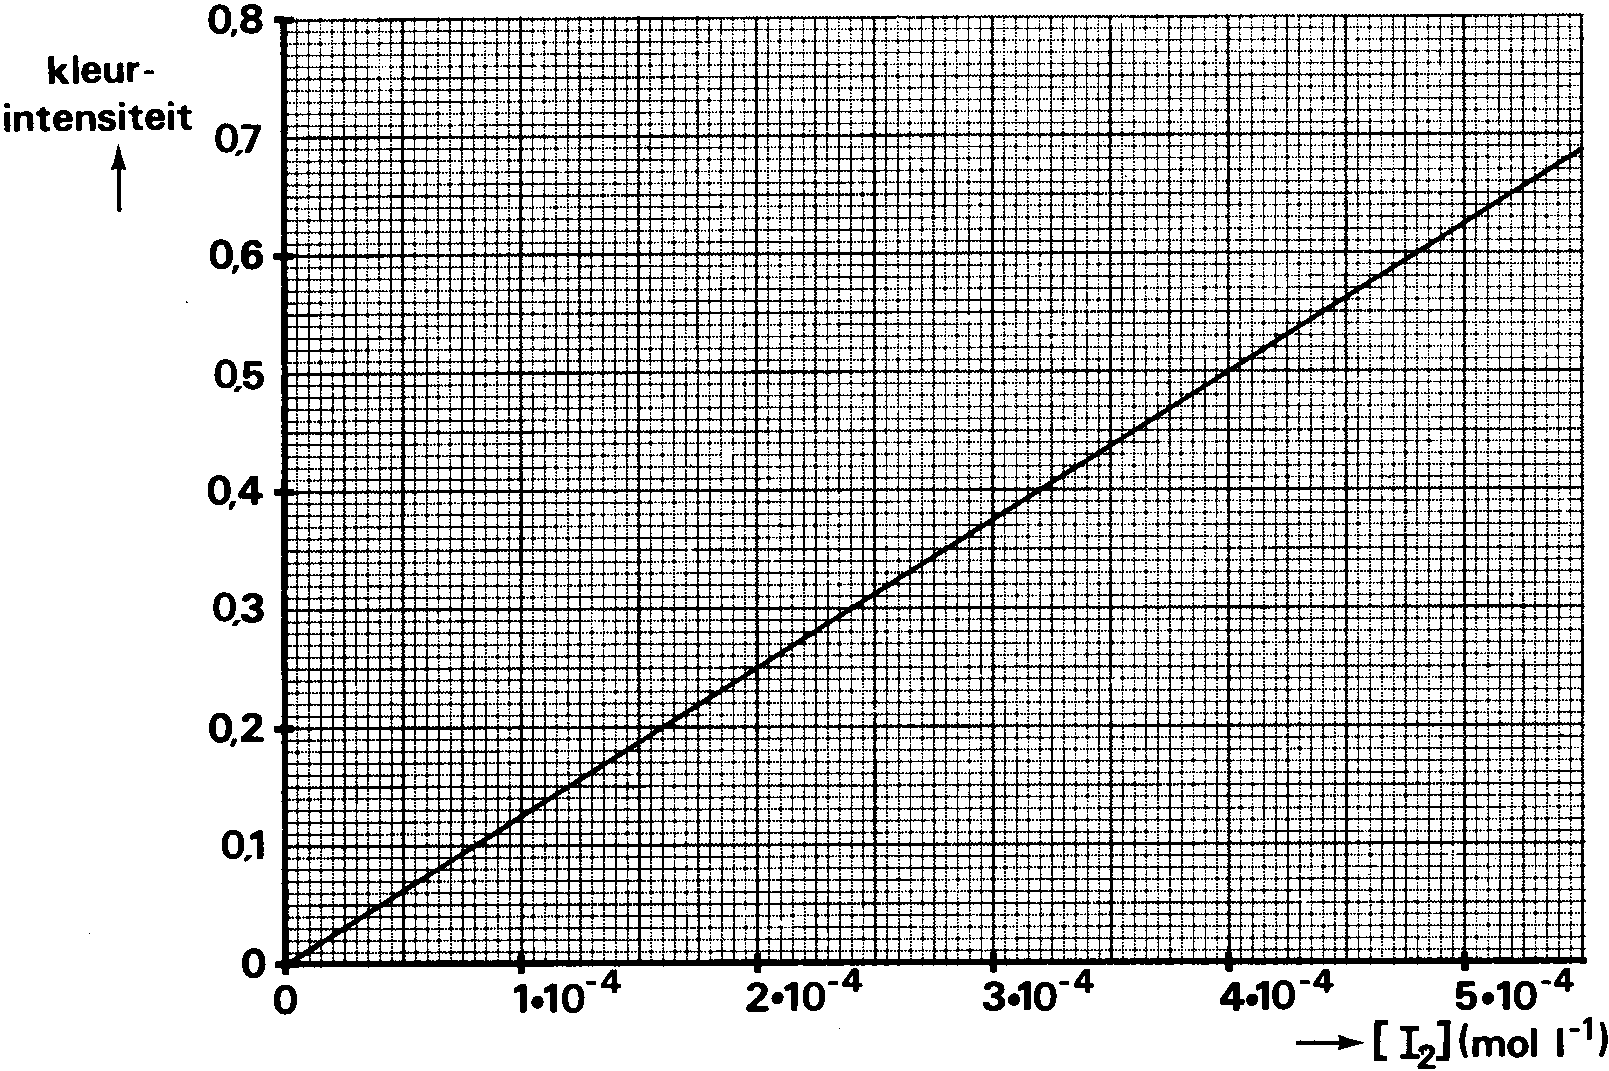 kleur-
intensiteit
0,8
0,7
0,6
0,5
0,4
0,3
0,2
0,1
0
0 1•10⁻⁴ 2•10⁻⁴ 3•10⁻⁴ 4•10⁻⁴ 5•10⁻⁴
[I₂](mol l⁻¹)